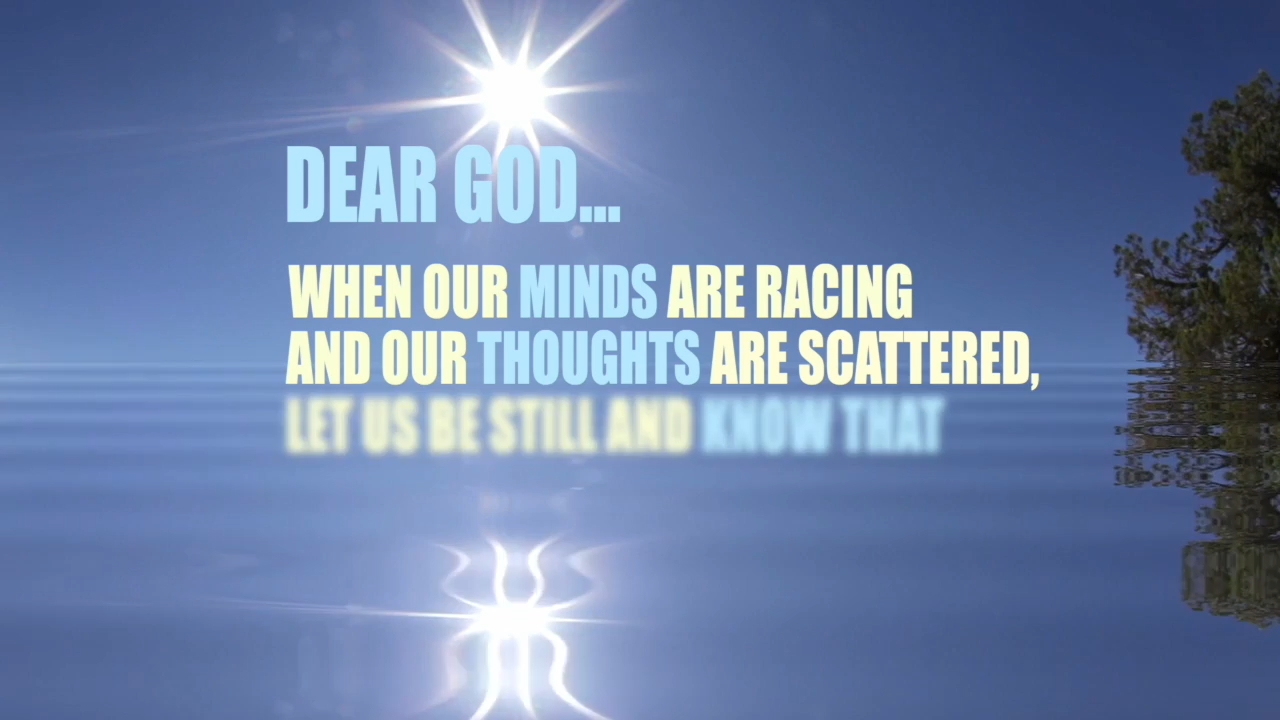 DEAR GOD...
WHEN OUR MINDS ARE RACING
AND OUR THOUGHTS ARE SCATTERED,
LET US BE STILL AND KNOW THAT